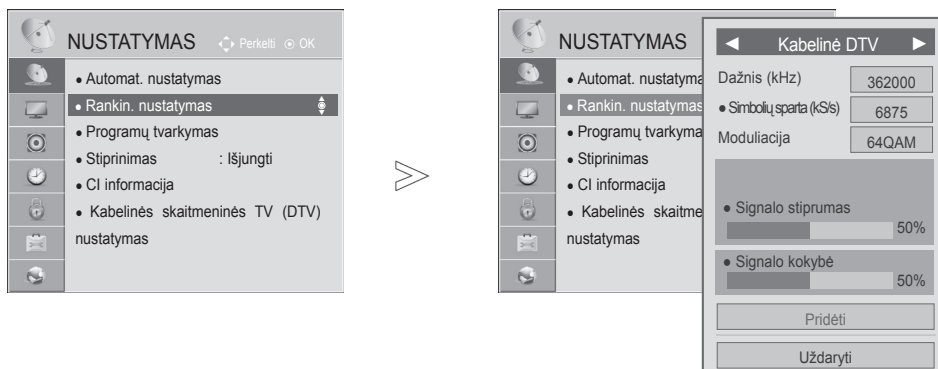 NUSTATYMAS Perkelti OK
● Automat. nustatymas
● Rankin. nustatymas
● Programų tvarkymas
● Stiprinimas : Išjungti
● CI informacija
● Kabelinės skaitmeninės TV (DTV)
nustatymas
NUSTATYMAS
● Automat. nustatyma
● Rankin. nustatymas
● Programų tvarkyma
● Stiprinimas
● CI informacija
● Kabelinės skaitme
nustatymas
◄ Kabelinė DTV ►
Dažnis (kHz) 362000
● Simbolių sparta (kS/s) 6875
Moduliacija 64QAM
● Signalo stiprumas
50%
● Signalo kokybė
50%
Pridėti
Uždaryti